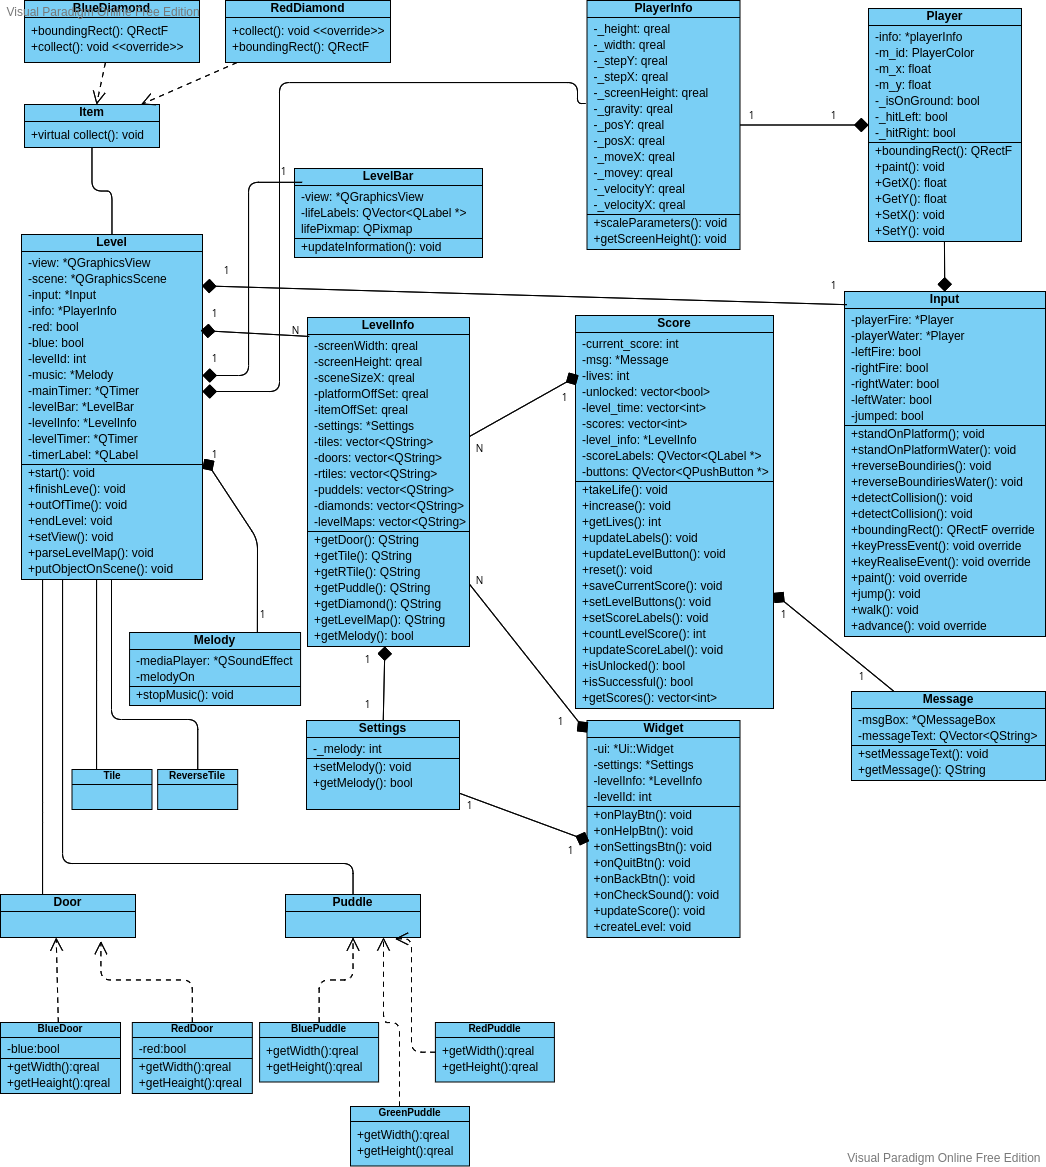 Visual Paradigm Online Free Edition
BlueDiamond
+boundingRect(): QRectF
+collect(): void <<override>>
RedDiamond
+collect(): void <<override>>
+boundingRect(): QRectF
Item
+virtual collect(): void
PlayerInfo
-_height: qreal
-_width: qreal
-_stepY: qreal
-_stepX: qreal
-_screenHeight: qreal
-_gravity: qreal
-_posY: qreal
-_posX: qreal
-_moveX: qreal
-_movey: qreal
-_velocityY: qreal
-_velocityX: qreal
+scaleParameters(): void
+getScreenHeight(): void
1
1
Player
-info: *playerInfo
-m_id: PlayerColor
-m_x: float
-m_y: float
-_isOnGround: bool
-_hitLeft: bool
-_hitRight: bool
+boundingRect(): QRectF
+paint(): void
+GetX(): float
+GetY(): float
+SetX(): void
+SetY(): void
1
LevelBar
-view: *QGraphicsView
-lifeLabels: QVector<QLabel *>
lifePixmap: QPixmap
+updateInformation(): void
Level
-view: *QGraphicsView
-scene: *QGraphicsScene
-input: *Input
-info: *PlayerInfo
-red: bool
-blue: bool
-levelId: int
-music: *Melody
-mainTimer: *QTimer
-levelBar: *LevelBar
-levelInfo: *LevelInfo
-levelTimer: *QTimer
-timerLabel: *QLabel
+start(): void
+finishLeve(): void
+outOfTime(): void
+endLevel: void
+setView(): void
+parseLevelMap(): void
+putObjectOnScene(): void
1
1
1
N
1
1
1
LevelInfo
-screenWidth: qreal
-screenHeight: qreal
-sceneSizeX: qreal
-platformOffSet: qreal
-itemOffSet: qreal
-settings: *Settings
-tiles: vector<QString>
-doors: vector<QString>
-rtiles: vector<QString>
-puddels: vector<QString>
-diamonds: vector<QString>
-levelMaps: vector<QString>
+getDoor(): QString
+getTile(): QString
+getRTile(): QString
+getPuddle(): QString
+getDiamond(): QString
+getLevelMap(): QString
+getMelody(): bool
N
1
N
1
Score
-current_score: int
-msg: *Message
-lives: int
-unlocked: vector<bool>
-level_time: vector<int>
-scores: vector<int>
-level_info: *LevelInfo
-scoreLabels: QVector<QLabel *>
-buttons: QVector<QPushButton *>
+takeLife(): void
+increase(): void
+getLives(): int
+updateLabels(): void
+updateLevelButton(): void
+reset(): void
+saveCurrentScore(): void
+setLevelButtons(): void
+setScoreLabels(): void
+countLevelScore(): int
+updateScoreLabel(): void
+isUnlocked(): bool
+isSuccessful(): bool
+getScores(): vector<int>
Input
-playerFire: *Player
-playerWater: *Player
-leftFire: bool
-rightFire: bool
-rightWater: bool
-leftWater: bool
-jumped: bool
+standOnPlatform(); void
+standOnPlatformWater(): void
+reverseBoundiries(): void
+reverseBoundiriesWater(): void
+detectCollision(): void
+detectCollision(): void
+boundingRect(): QRectF override
+keyPressEvent(): void override
+keyRealiseEvent(): void override
+paint(): void override
+jump(): void
+walk(): void
+advance(): void override
1
1
Message
-msgBox: *QMessageBox
-messageText: QVector<QString>
+setMessageText(): void
+getMessage(): QString
Melody
-mediaPlayer: *QSoundEffect
-melodyOn
+stopMusic(): void
1
1
Settings
-_melody: int
+setMelody(): void
+getMelody(): bool
1
1
Widget
-ui: *Ui::Widget
-settings: *Settings
-levelInfo: *LevelInfo
-levelId: int
+onPlayBtn(): void
+onHelpBtn(): void
+onSettingsBtn(): void
+onQuitBtn(): void
+onBackBtn(): void
+onCheckSound(): void
+updateScore(): void
+createLevel: void
Tile
ReverseTile
Door
Puddle
BlueDoor
-blue:bool
+getWidth():qreal
+getHeaight():qreal
RedDoor
-red:bool
+getWidth():qreal
+getHeaight():qreal
BluePuddle
+getWidth():qreal
+getHeight():qreal
RedPuddle
+getWidth():qreal
+getHeight():qreal
GreenPuddle
+getWidth():qreal
+getHeight():qreal
Visual Paradigm Online Free Edition